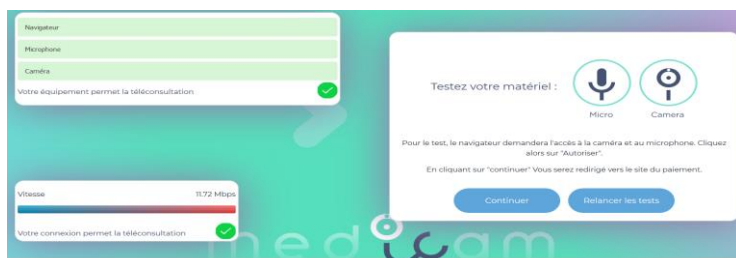 Navigateur
Microphone
Caméra
Votre équipement permet la téléconsultation
Vitesse 11.72 Mbps
Votre connexion permet la téléconsultation
Testez votre matériel :
Micro Camera
Pour le test, le navigateur demandera l'accès à la caméra et au microphone. Cliquez
alors sur "Autoriser".
En cliquant sur "continuer" Vous serez redirigé vers le site du paiement.
Continuer Relancer les tests
medicam